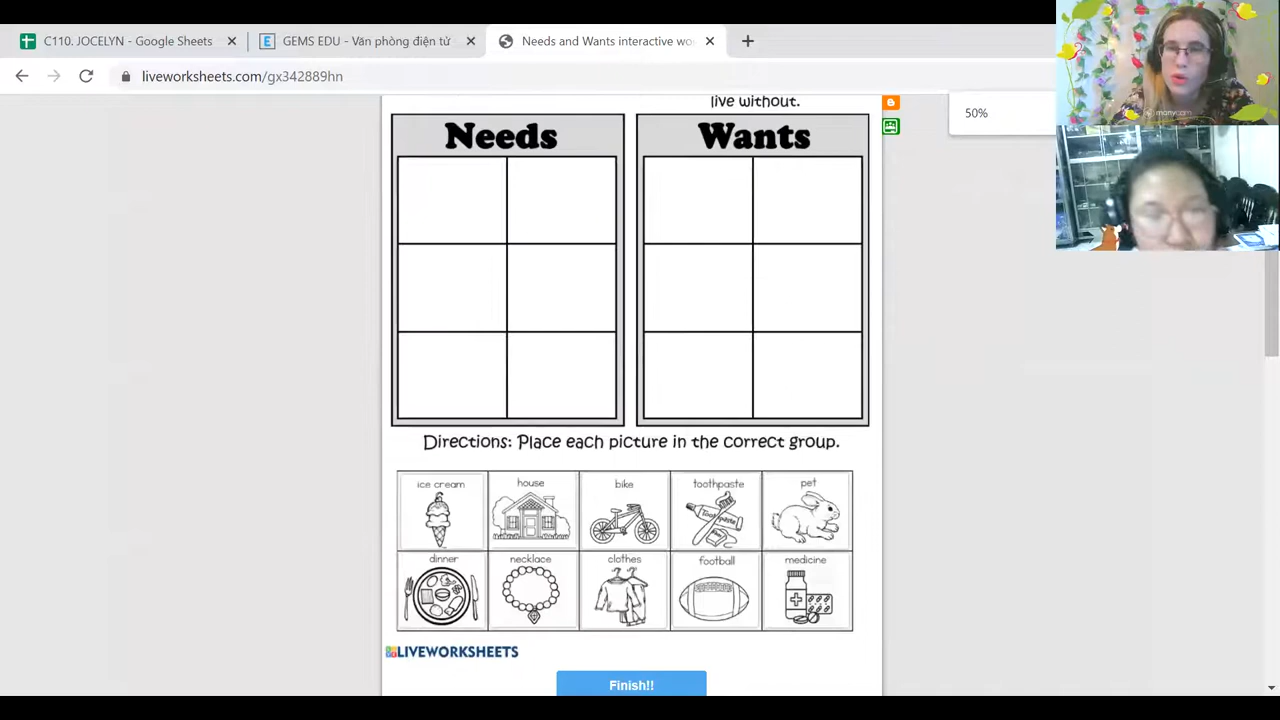 C110. JOCELYN - Google Sheets
GEMS EDU - Văn phòng điện tử
Needs and Wants interactive wo
liveworksheets.com/gx342889hn
50%
manycam
live without.
Needs
Wants
Directions: Place each picture in the correct group.
ice cream
house
bike
toothpaste
pet
dinner
necklace
clothes
football
medicine
LIVEWORKSHEETS
Finish!!